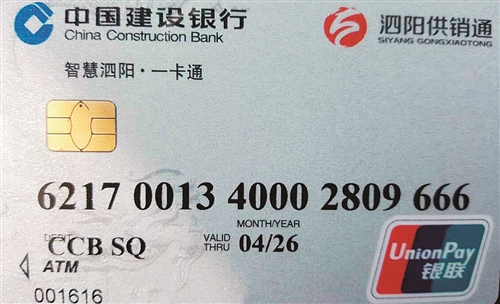 中国建设银行
China Construction Bank
泗阳供销通
SIYANG GONGXIAOTONG
智慧泗阳·一卡通
6217 0013 4000 2809 666
MONTH/YEAR
CCB SQ
VALID THRU 04/26
ATM
UnionPay
银联
001616